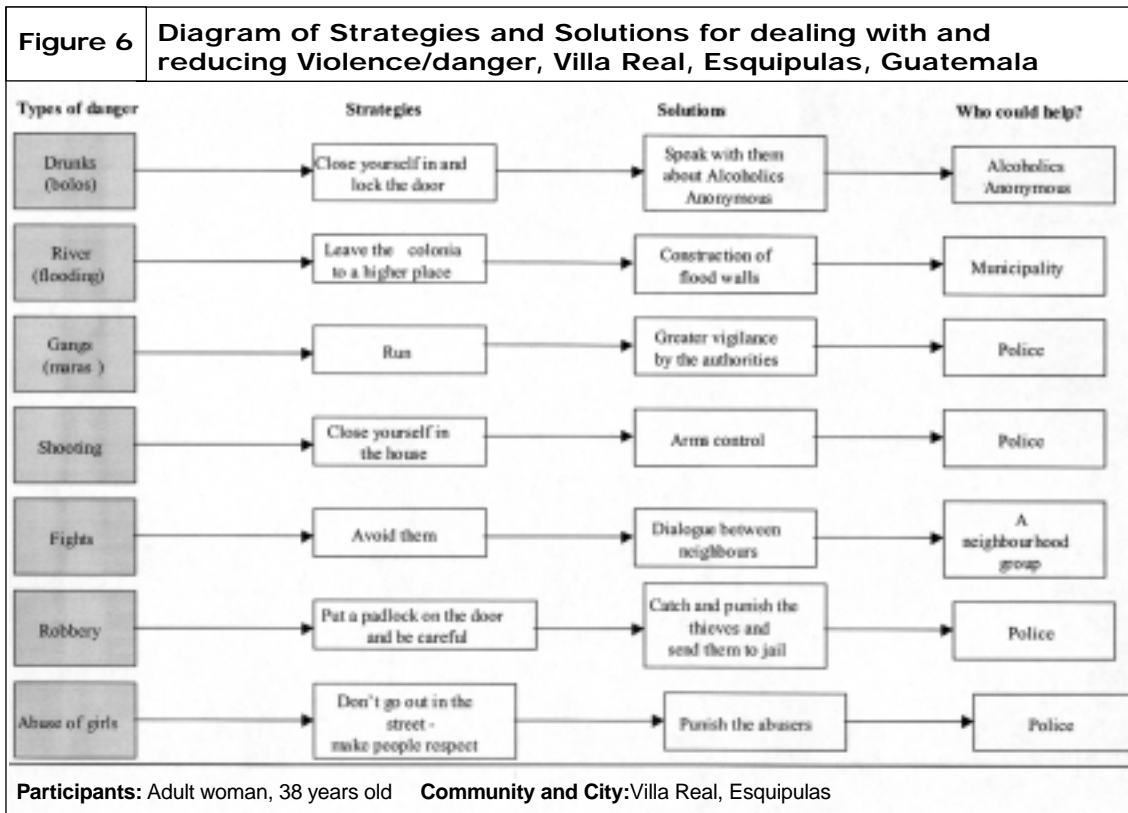 Figure 6
Diagram of Strategies and Solutions for dealing with and
reducing Violence/danger, Villa Real, Esquipulas, Guatemala
Types of danger
Strategies
Solutions
Who could help?
Drunks
(bolos)
Close yourself in and
lock the door
Speak with them
about Alcoholics
Anonymous
Alcoholics
Anonymous
River
(flooding)
Leave the colonia
to a higher place
Construction of
flood walls
Municipality
Gangs
(maras )
Run
Greater vigilance
by the authorities
Police
Shooting
Close yourself in
the house
Arms control
Police
Fights
Avoid them
Dialogue between
neighbours
A
neighbourhood
group
Robbery
Put a padlock on the door
and be careful
Catch and punish the
thieves and
send them to jail
Police
Abuse of girls
Don't go out in the
street -
make people respect
Punish the abusers
Police
Participants: Adult woman, 38 years old Community and City:Villa Real, Esquipulas